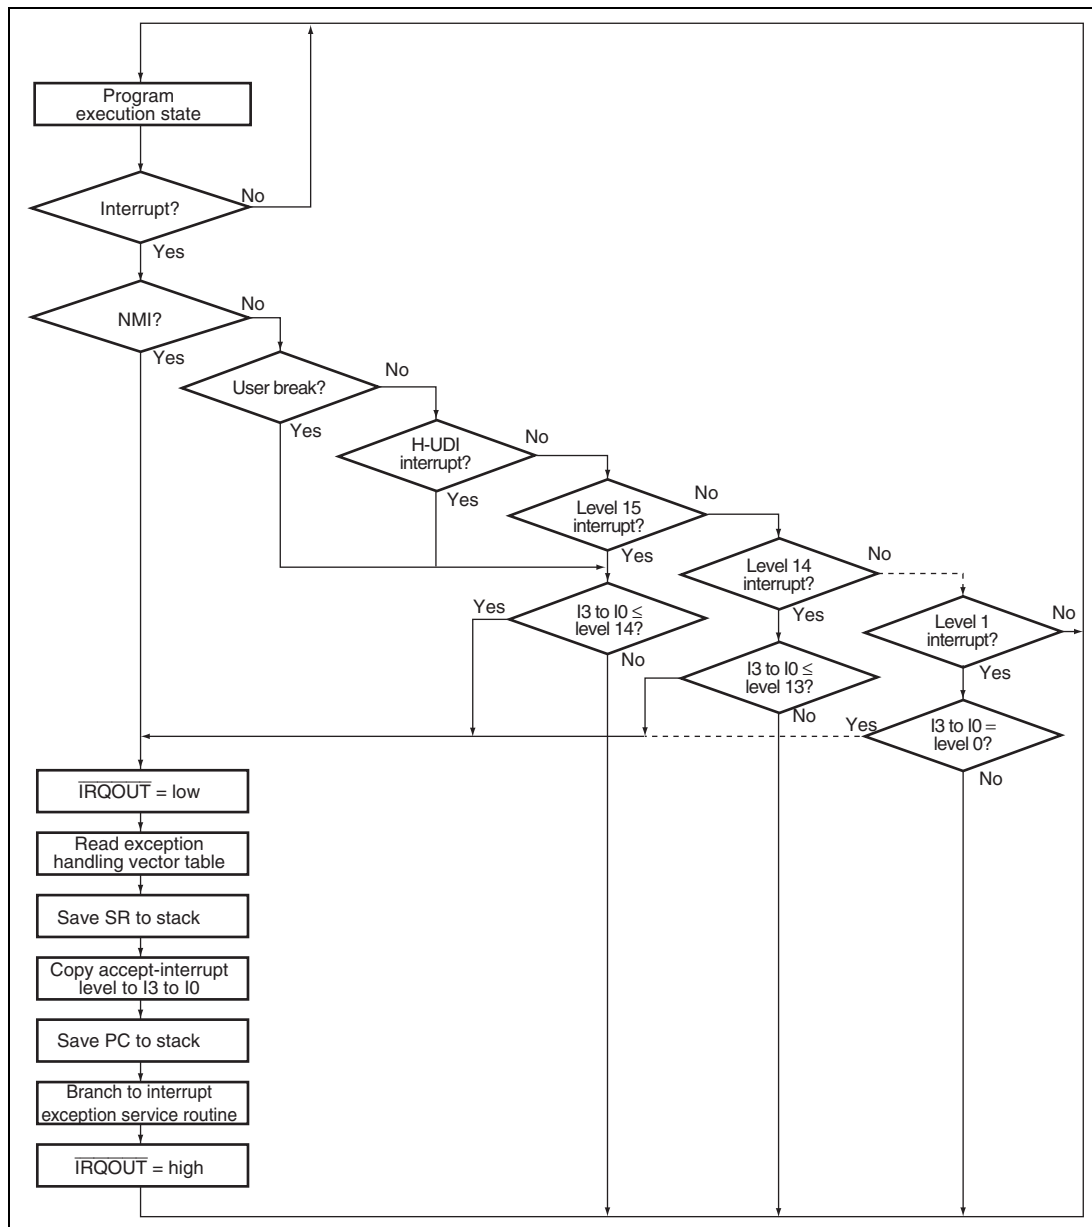 Program
execution state
No
Interrupt?
Yes
No
NMI?
Yes
No
User break?
Yes
No
H-UDI
interrupt?
Yes
No
Level 15
interrupt?
Yes
No
Level 14
interrupt?
Yes
No
Level 1
interrupt?
Yes
Yes
I3 to I0 ≤
level 14?
No
I3 to I0 ≤
level 13?
No
Yes
I3 to I0 =
level 0?
No
IRQOUT = low
Read exception
handling vector table
Save SR to stack
Copy accept-interrupt
level to I3 to I0
Save PC to stack
Branch to interrupt
exception service routine
IRQOUT = high